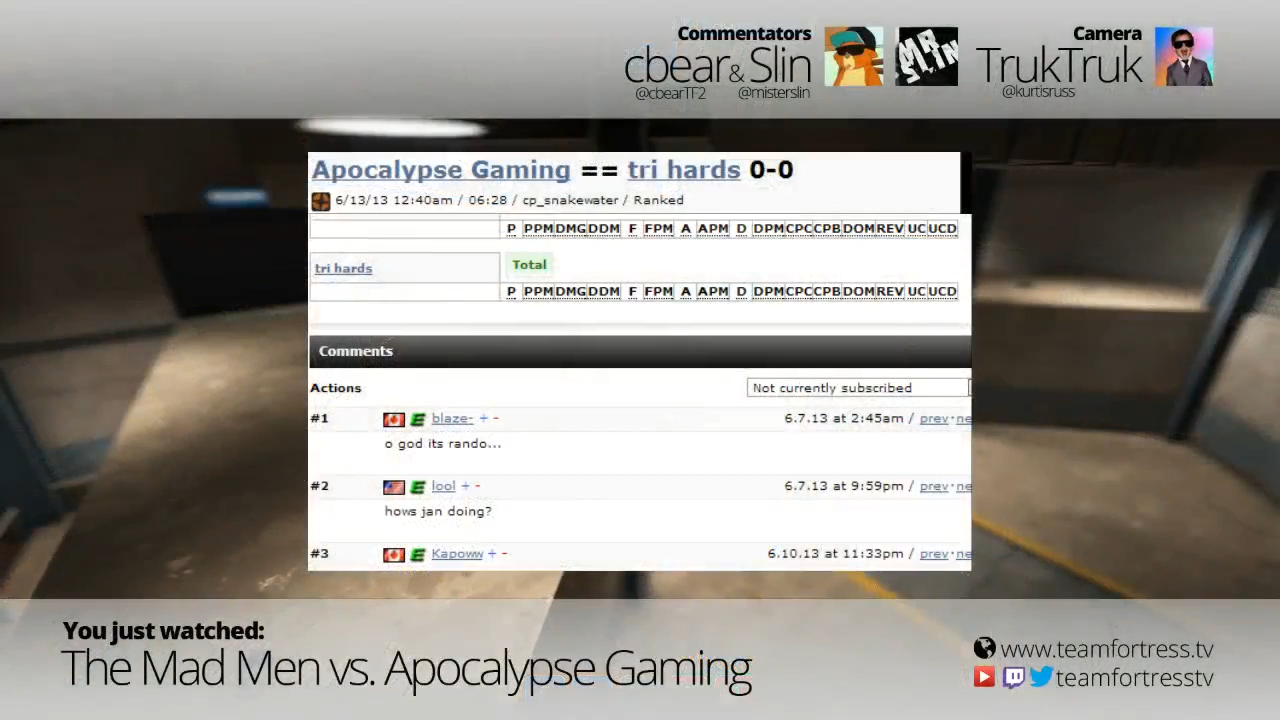 Commentators
cbear & Slin
@cbearTF2 @misterslin
MR SLIN
Camera
TrukTruk
@kurtisruss
Apocalypse Gaming == tri hards 0-0
6/13/13 12:40am / 06:28 / cp_snakewater / Ranked
P PPM DMG DDM F FPM A APM D DPM CPC CPB DOM REV UC UCD
tri hards Total
P PPM DMG DDM F FPM A APM D DPM CPC CPB DOM REV UC UCD
Comments
Actions Not currently subscribed
#1 blaze- + - 6.7.13 at 2:45am / prev · ne
o god its rando...
#2 lool + - 6.7.13 at 9:59pm / prev · ne
hows jan doing?
#3 Kapoww + - 6.10.13 at 11:33pm / prev · ne
You just watched:
The Mad Men vs. Apocalypse Gaming
www.teamfortress.tv
teamfortresstv